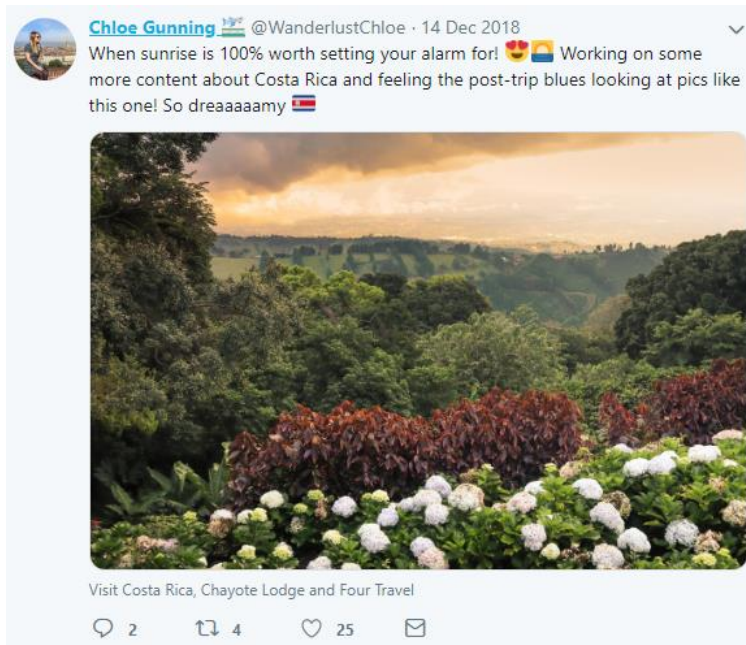 Chloe Gunning @WanderlustChloe · 14 Dec 2018
When sunrise is 100% worth setting your alarm for! 😍🌅 Working on some
more content about Costa Rica and feeling the post-trip blues looking at pics like
this one! So dreaaaaamy 🇨🇷
Visit Costa Rica, Chayote Lodge and Four Travel
2 4 25